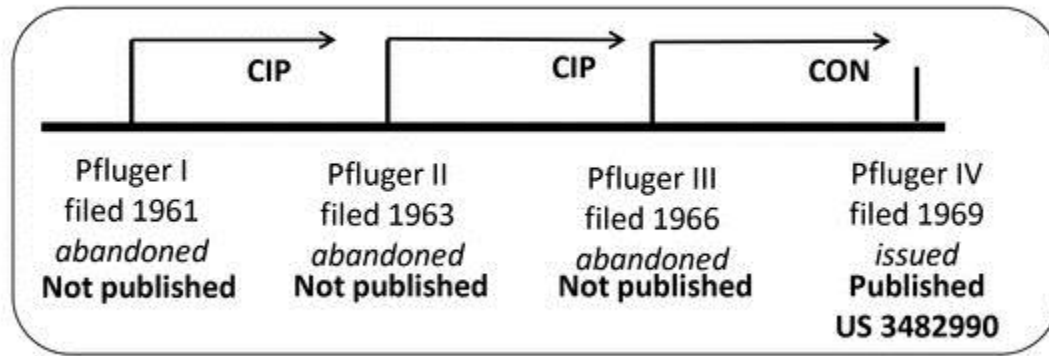 CIP
CIP
CON
Pfluger I
filed 1961
abandoned
Not published
Pfluger II
filed 1963
abandoned
Not published
Pfluger III
filed 1966
abandoned
Not published
Pfluger IV
filed 1969
issued
Published
US 3482990